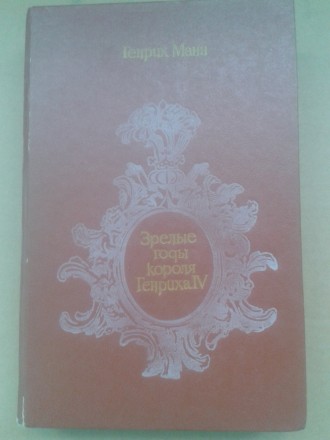 Генрих Манн
Зрелые
годы
короля
Генриха IV